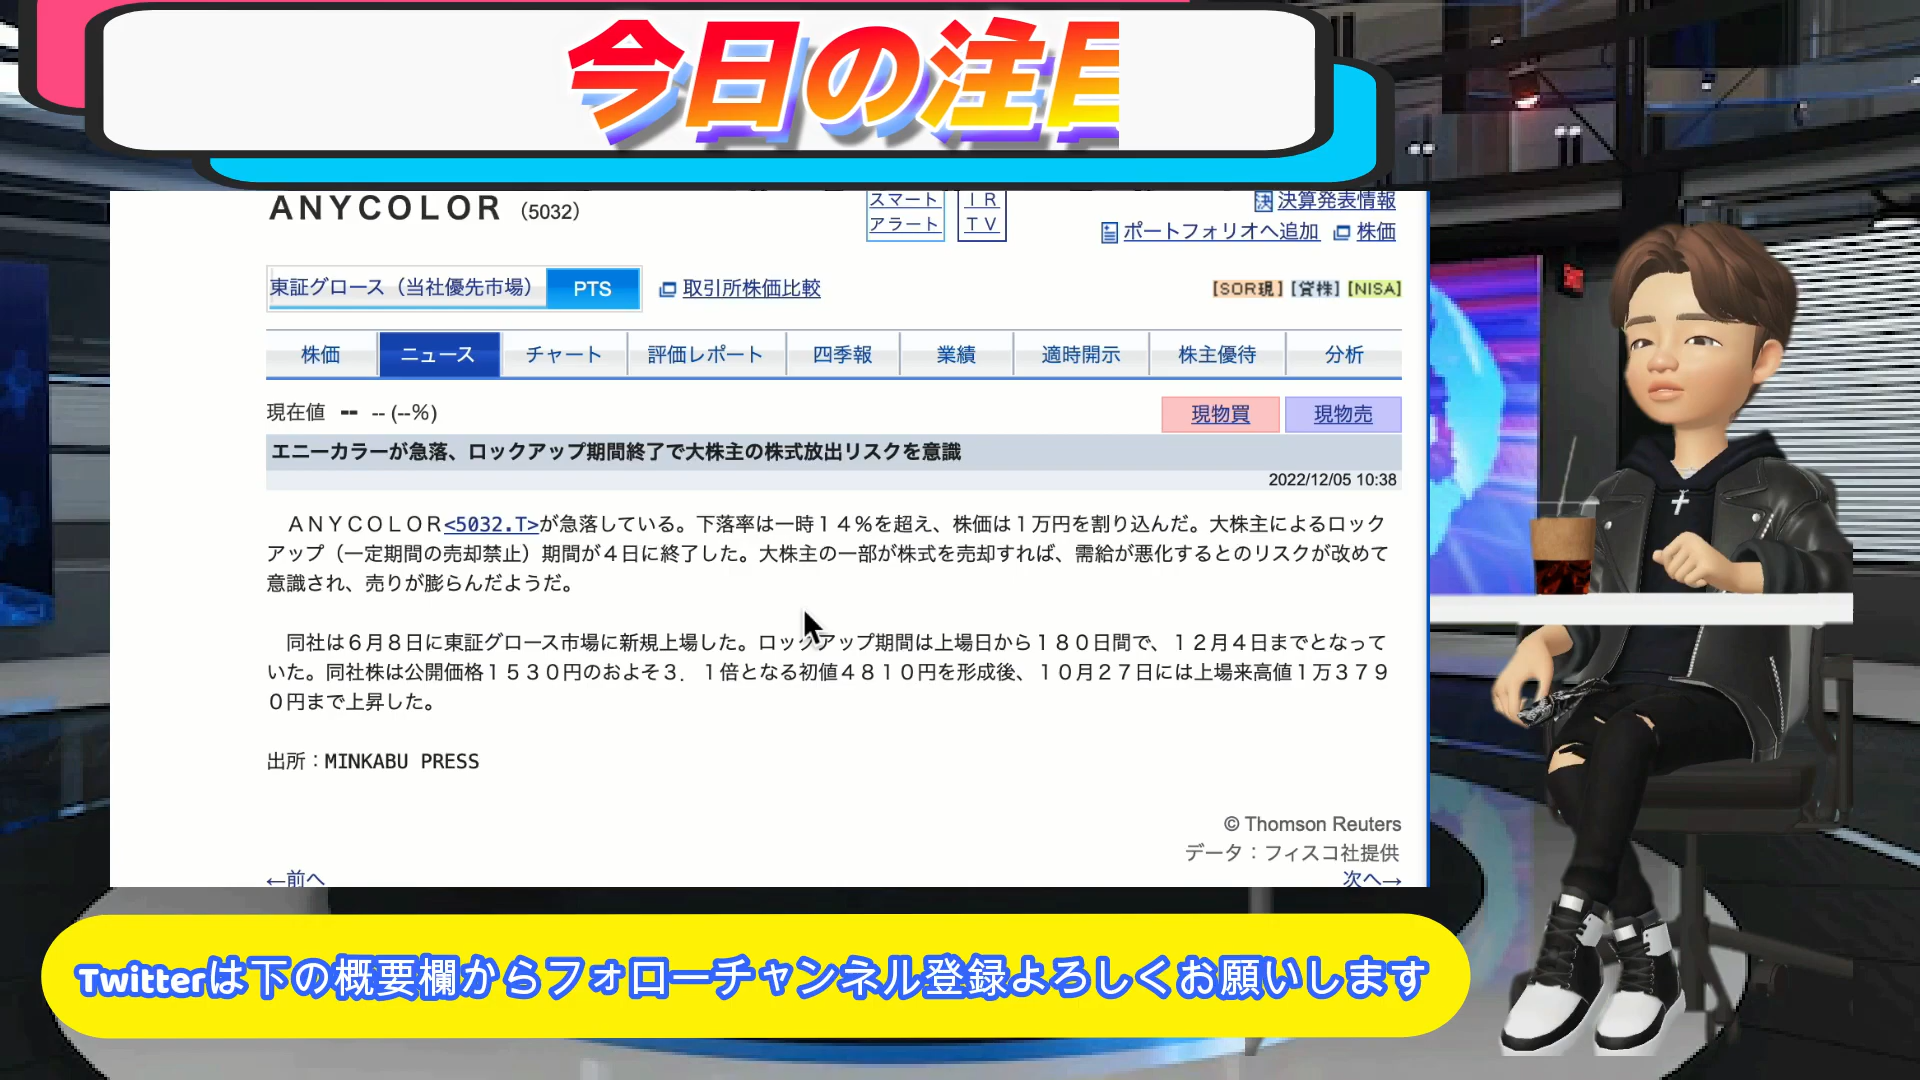 今日の注目
ANYCOLOR（5032）
スマート
アラート
ＩＲ
ＴＶ
決算発表情報
ポートフォリオへ追加
株価
東証グロース（当社優先市場）
PTS
取引所株価比較
[SOR現] [貸株] [NISA]
株価
ニュース
チャート
評価レポート
四季報
業績
適時開示
株主優待
分析
現在値 -- -- (--%)
現物買
現物売
エニーカラーが急落、ロックアップ期間終了で大株主の株式放出リスクを意識
2022/12/05 10:38
ＡＮＹＣＯＬＯＲ<5032.T>が急落している。下落率は一時１４％を超え、株価は１万円を割り込んだ。大株主によるロック
アップ（一定期間の売却禁止）期間が４日に終了した。大株主の一部が株式を売却すれば、需給が悪化するとのリスクが改めて
意識され、売りが膨らんだようだ。
同社は６月８日に東証グロース市場に新規上場した。ロックアップ期間は上場日から１８０日間で、１２月４日までとなって
いた。同社株は公開価格１５３０円のおよそ３．１倍となる初値４８１０円を形成後、１０月２７日には上場来高値１万３７９
０円まで上昇した。
出所：MINKABU PRESS
© Thomson Reuters
データ：フィスコ社提供
←前へ
次へ→
Twitterは下の概要欄からフォローチャンネル登録よろしくお願いします